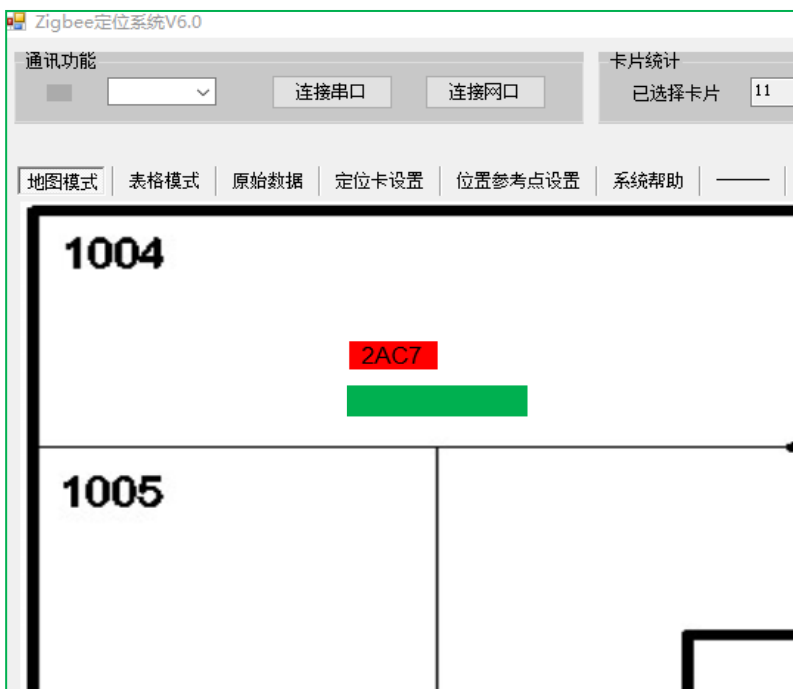 Zigbee定位系统V6.0
通讯功能
卡片统计
连接串口
连接网口
已选择卡片
11
地图模式
表格模式
原始数据
定位卡设置
位置参考点设置
系统帮助
1004
2AC7
1005